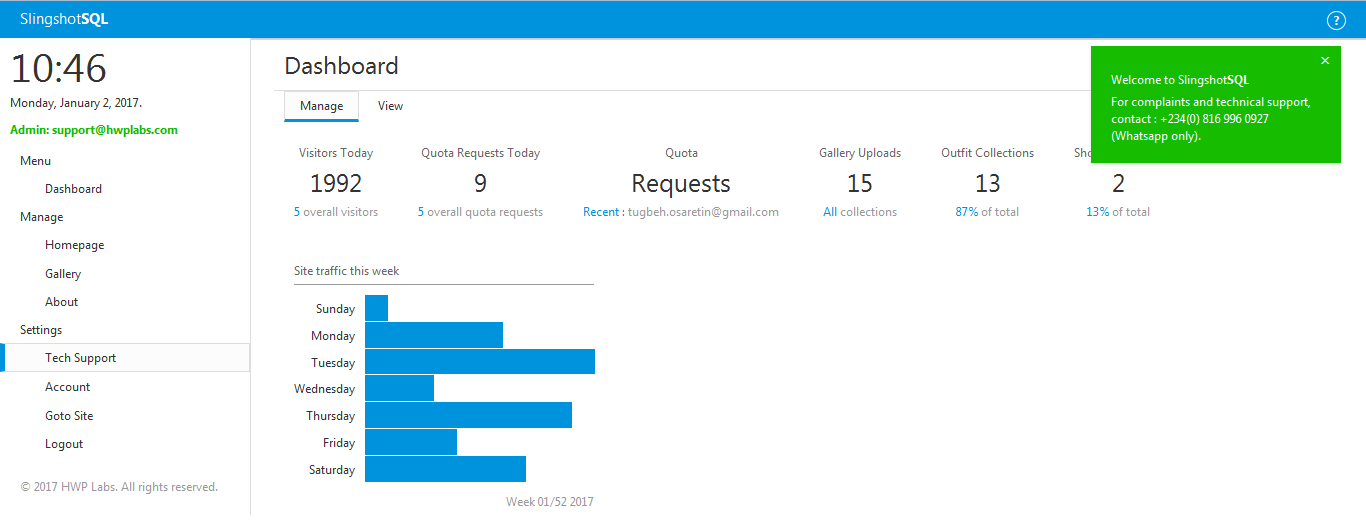 SlingshotSQL
?
10:46
Monday, January 2, 2017.
Admin: support@hwplabs.com
Menu
Dashboard
Manage
Homepage
Gallery
About
Settings
Tech Support
Account
Goto Site
Logout
© 2017 HWP Labs. All rights reserved.
Dashboard
Manage View
Visitors Today
1992
5 overall visitors
Quota Requests Today
9
5 overall quota requests
Quota
Requests
Recent : tugbeh.osaretin@gmail.com
Gallery Uploads
15
All collections
Outfit Collections
13
87% of total
2
13% of total
Welcome to SlingshotSQL
For complaints and technical support,
contact : +234(0) 816 996 0927
(Whatsapp only).
Site traffic this week
Sunday
Monday
Tuesday
Wednesday
Thursday
Friday
Saturday
Week 01/52 2017